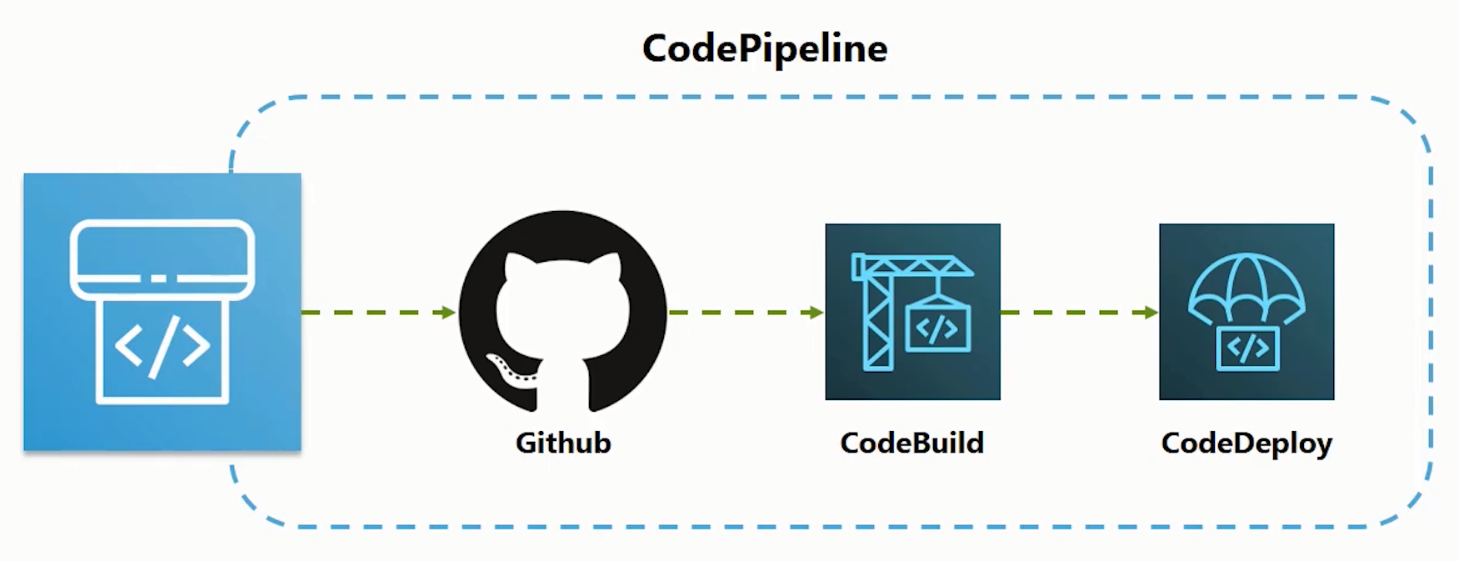 CodePipeline
</>
Github
</>
CodeBuild
</>
CodeDeploy